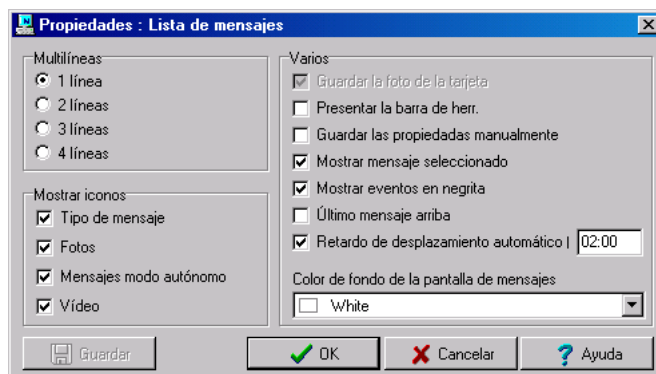 Propiedades : Lista de mensajes
Multilíneas
1 línea
2 líneas
3 líneas
4 líneas
Mostrar iconos
Tipo de mensaje
Fotos
Mensajes modo autónomo
Vídeo
Varios
Guardar la foto de la tarjeta
Presentar la barra de herr.
Guardar las propiedadas manualmente
Mostrar mensaje seleccionado
Mostrar eventos en negrita
Último mensaje arriba
Retardo de desplazamiento automático | 02:00
Color de fondo de la pantalla de mensajes
White
Guardar
OK
Cancelar
Ayuda